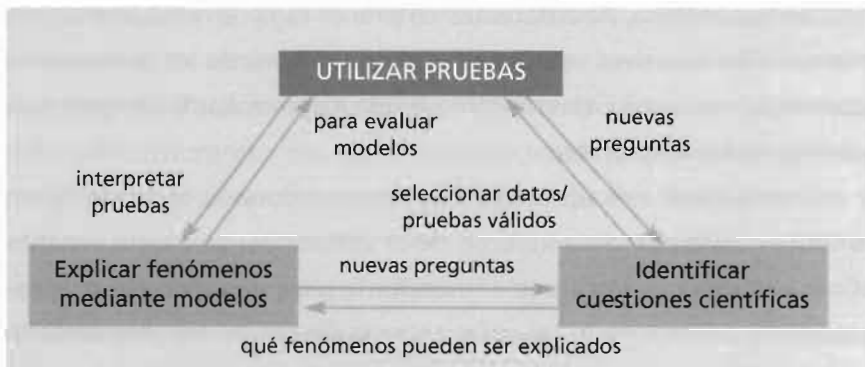 UTILIZAR PRUEBAS
para evaluar
modelos
nuevas
preguntas
interpretar
pruebas
seleccionar datos/
pruebas válidos
Explicar fenómenos
mediante modelos
nuevas preguntas
Identificar
cuestiones científicas
qué fenómenos pueden ser explicados